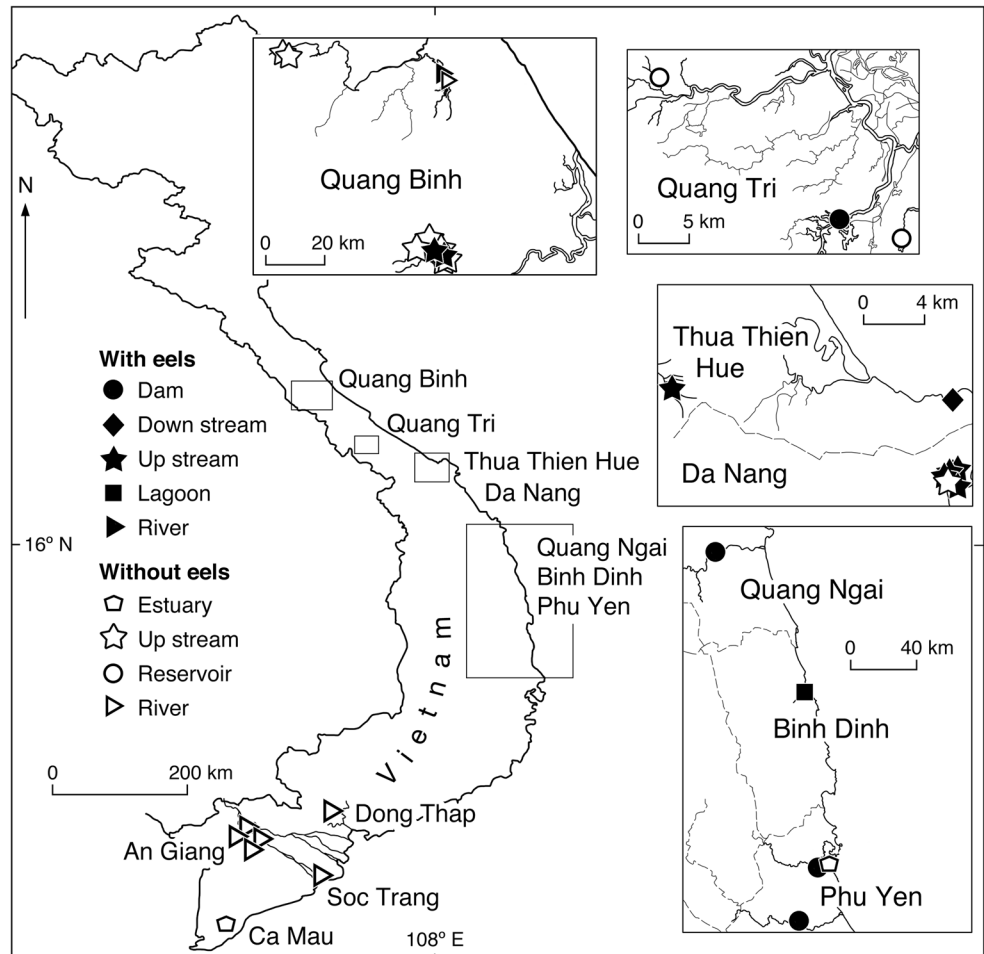 Quang Binh
0 20 km
Quang Tri
0 5 km
N
0 4 km
Thua Thien
Hue
Da Nang
With eels
Dam
Down stream
Up stream
Lagoon
River
Without eels
Estuary
Up stream
Reservoir
River
Quang Binh
Quang Tri
Thua Thien Hue
Da Nang
16° N
Quang Ngai
Binh Dinh
Phu Yen
Quang Ngai
0 40 km
Binh Dinh
Phu Yen
Vietnam
0 200 km
Dong Thap
An Giang
Soc Trang
Ca Mau
108° E